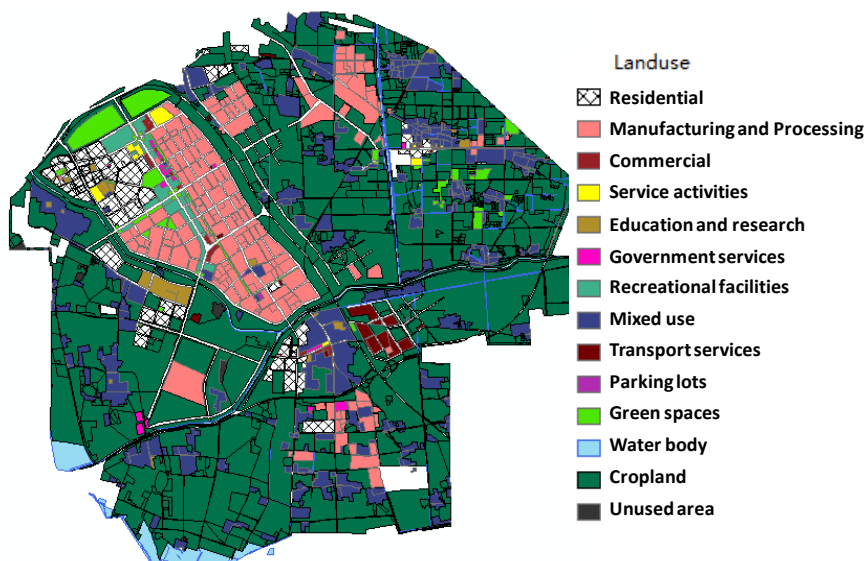 Landuse
Residential
Manufacturing and Processing
Commercial
Service activities
Education and research
Government services
Recreational facilities
Mixed use
Transport services
Parking lots
Green spaces
Water body
Cropland
Unused area